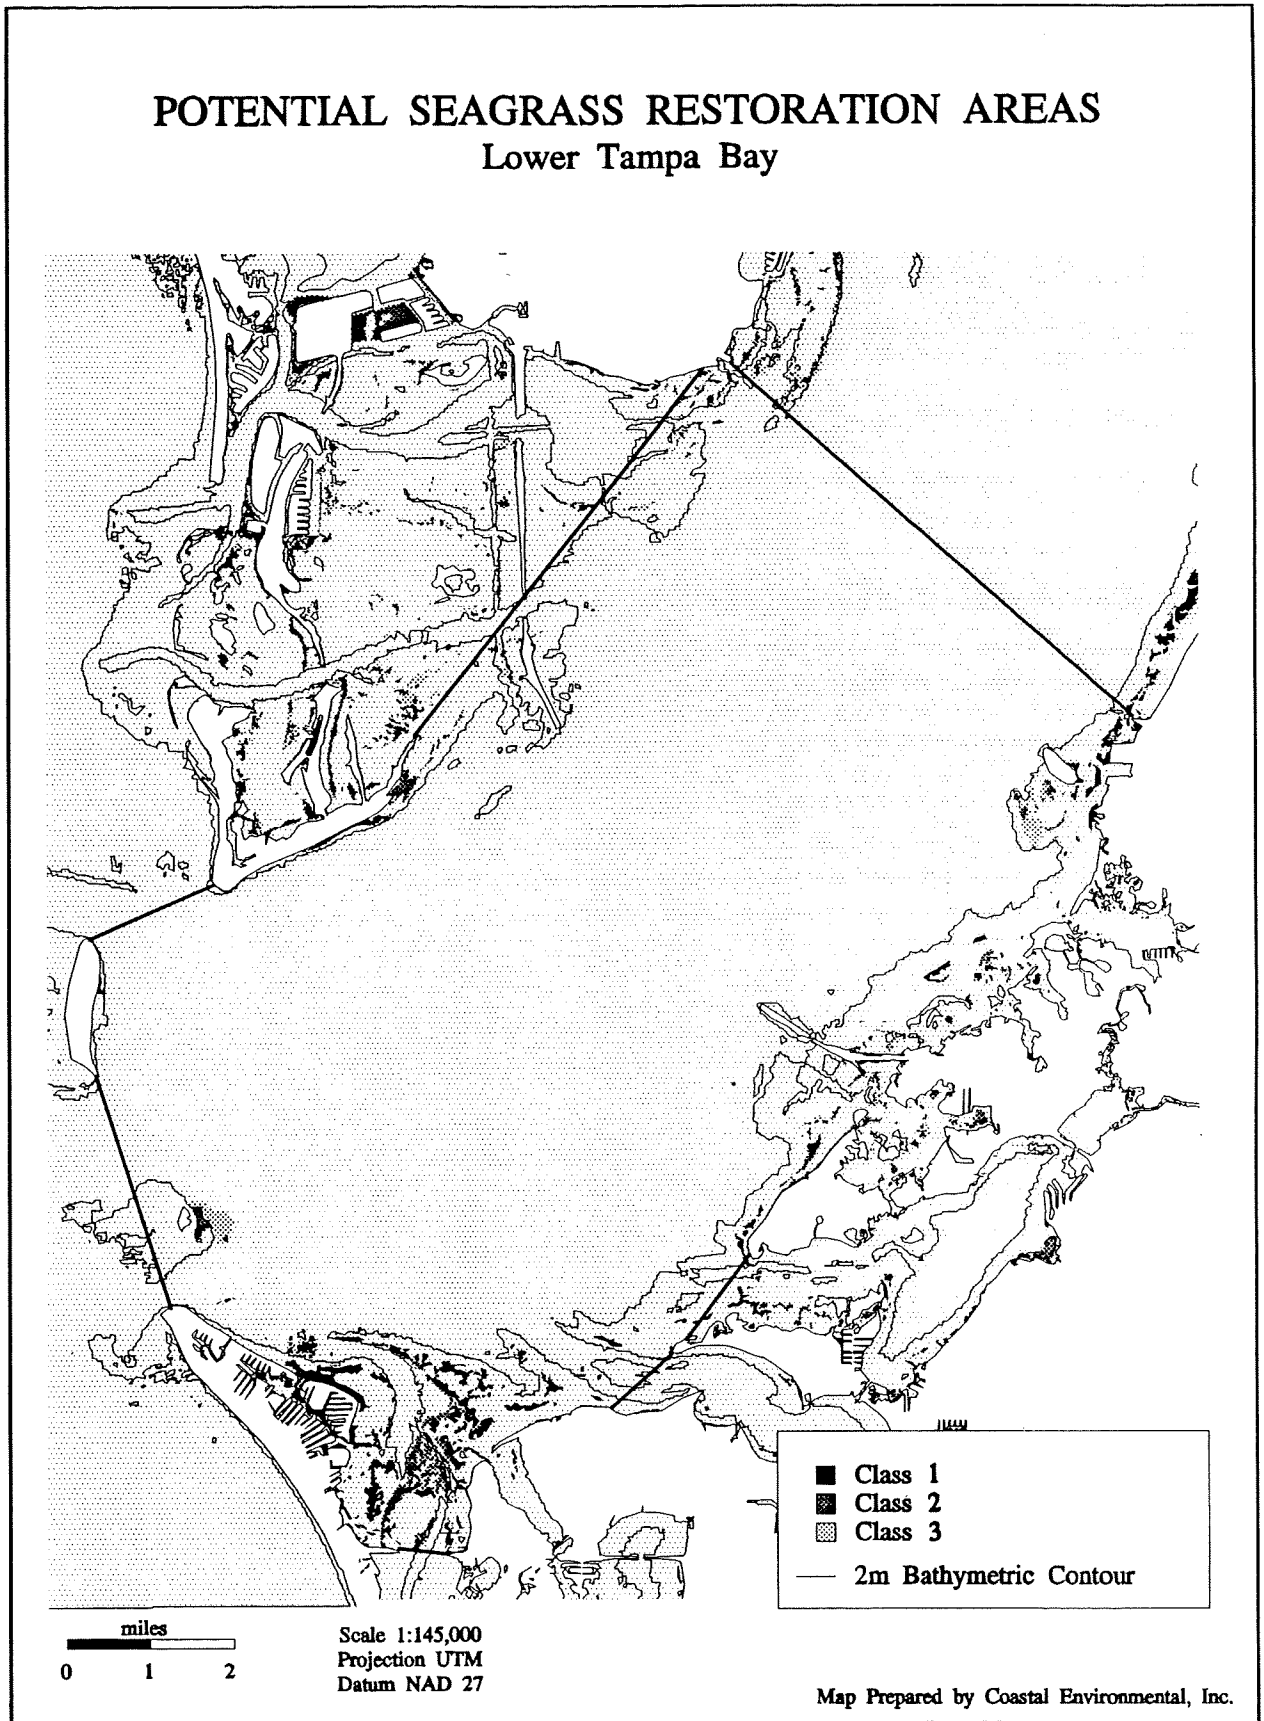 POTENTIAL SEAGRASS RESTORATION AREAS
Lower Tampa Bay
Class 1
Class 2
Class 3
2m Bathymetric Contour
miles
0 1 2
Scale 1:145,000
Projection UTM
Datum NAD 27
Map Prepared by Coastal Environmental, Inc.